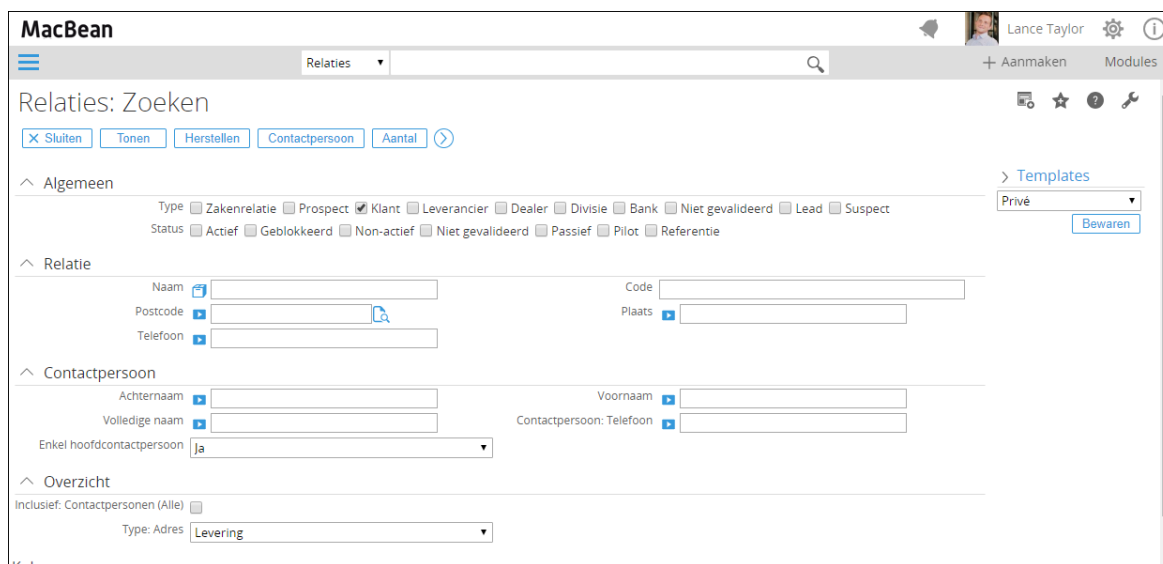 MacBean
Lance Taylor
Relaties
Aanmaken
Modules
Relaties: Zoeken
Sluiten Tonen Herstellen Contactpersoon Aantal
Templates
Privé
Bewaren
Algemeen
Type Zakenrelatie Prospect Klant Leverancier Dealer Divisie Bank Niet gevalideerd Lead Suspect
Status Actief Geblokkeerd Non-actief Niet gevalideerd Passief Pilot Referentie
Relatie
Naam Code
Postcode Plaats
Telefoon
Contactpersoon
Achternaam Voornaam
Volledige naam Contactpersoon: Telefoon
Enkel hoofdcontactpersoon Ja
Overzicht
Inclusief: Contactpersonen (Alle)
Type: Adres Levering